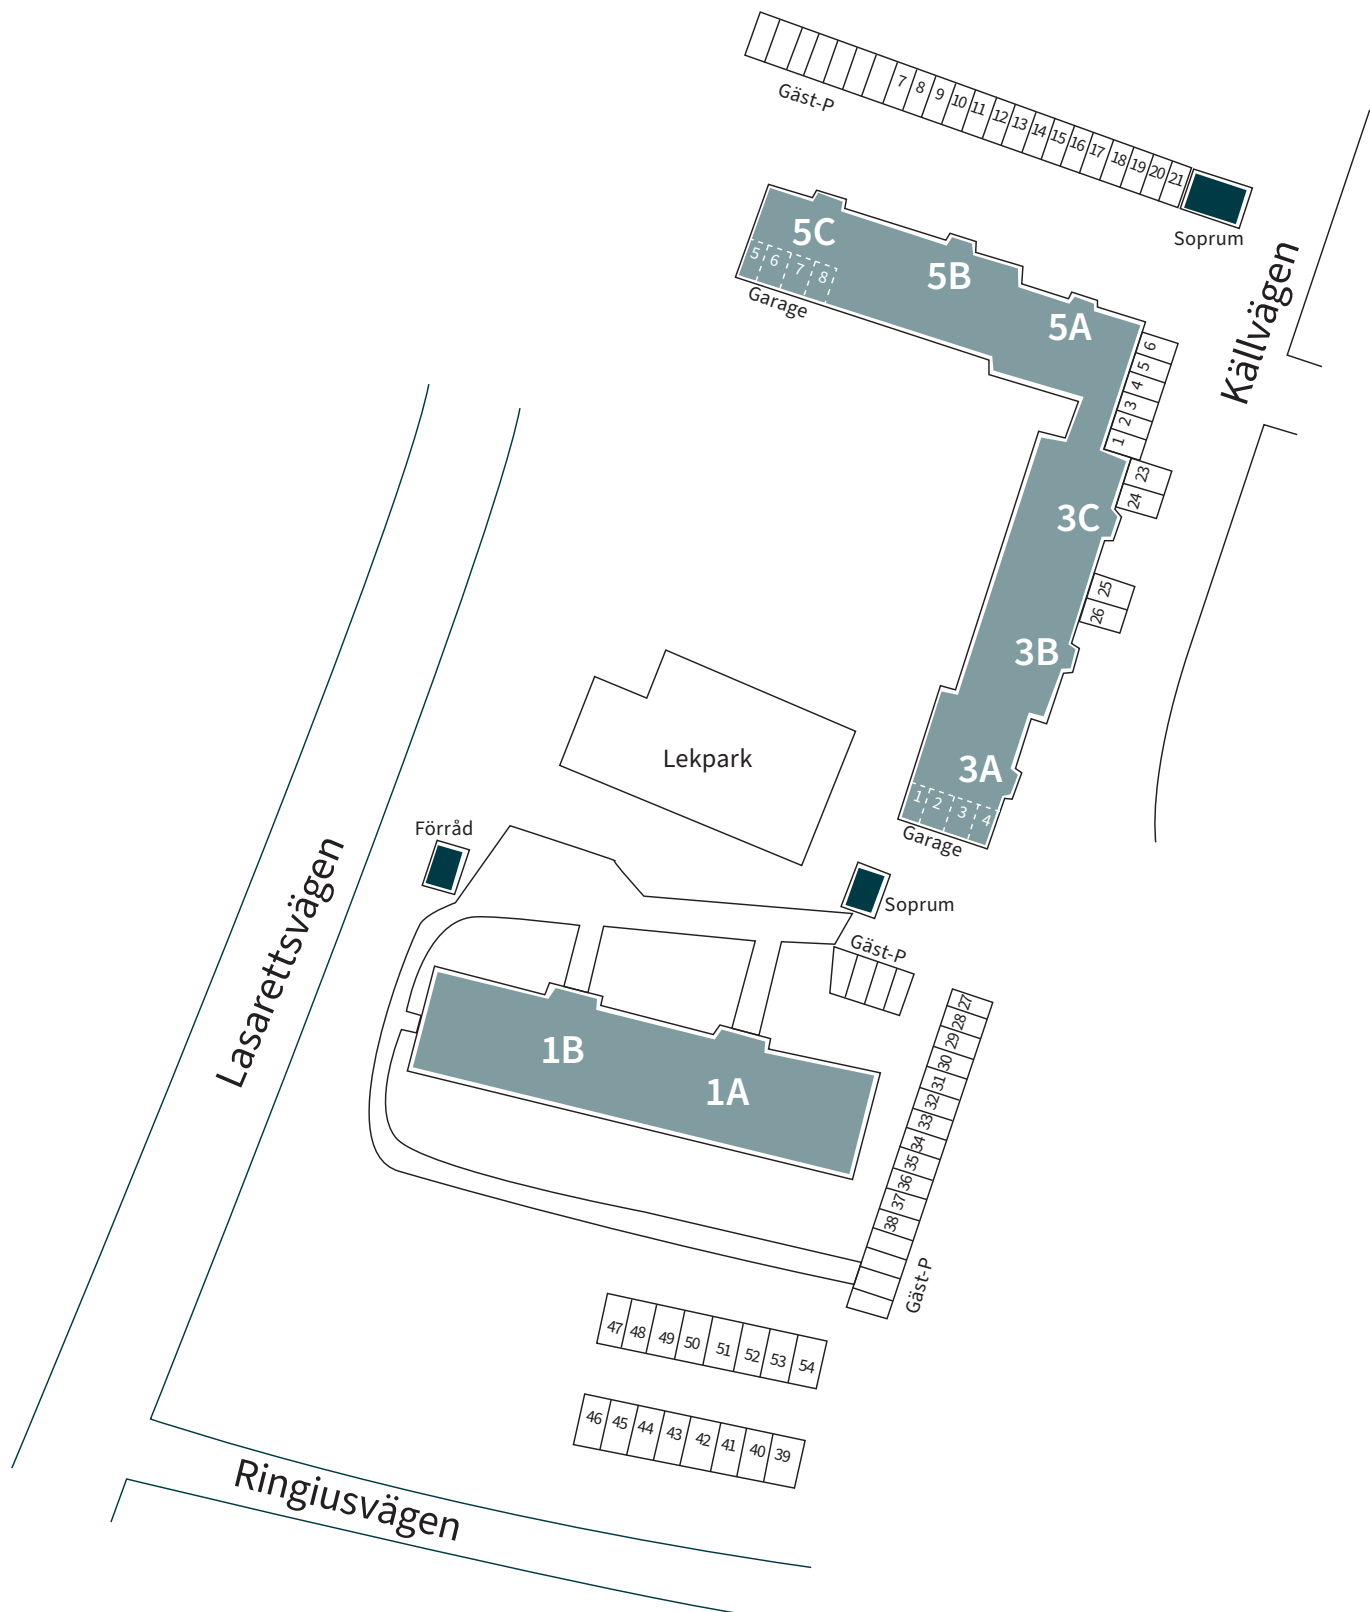 7 8 9 10 11 12 13 14 15 16 17 18 19 20 21
Gäst-P
Soprum
Källvägen
5C
5B
5A
5 6 7 8
Garage
6
5
4
3
2
1
23
24
3C
25
26
3B
3A
1 2 3 4
Garage
Lekpark
Förråd
Soprum
Gäst-P
Lasarettsvägen
1B
1A
27
28
29
30
31
32
33
34
35
36
37
38
Gäst-P
47 48 49 50 51 52 53 54
46 45 44 43 42 41 40 39
Ringiusvägen